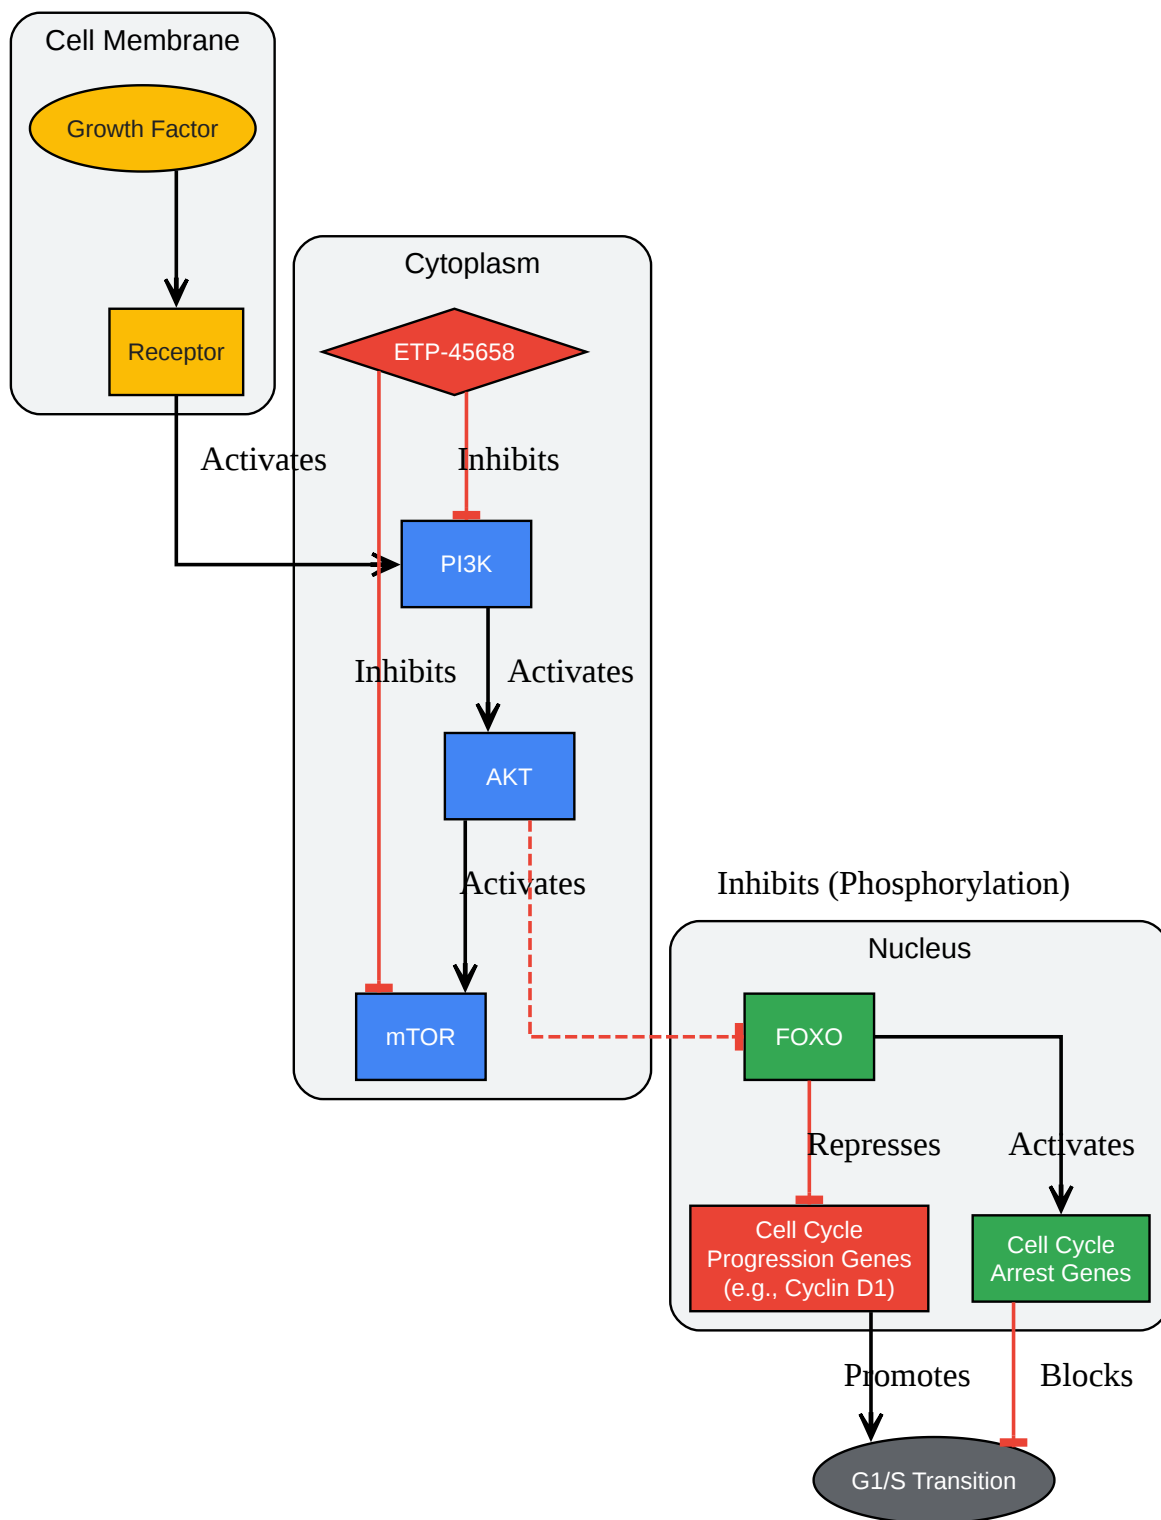 Cell Membrane
Growth Factor
Receptor
Cytoplasm
ETP-45658
Activates
Inhibits
PI3K
Inhibits
Activates
AKT
Activates
Inhibits (Phosphorylation)
Nucleus
mTOR
FOXO
Represses
Activates
Cell Cycle
Progression Genes
(e.g., Cyclin D1)
Cell Cycle
Arrest Genes
Promotes
Blocks
G1/S Transition